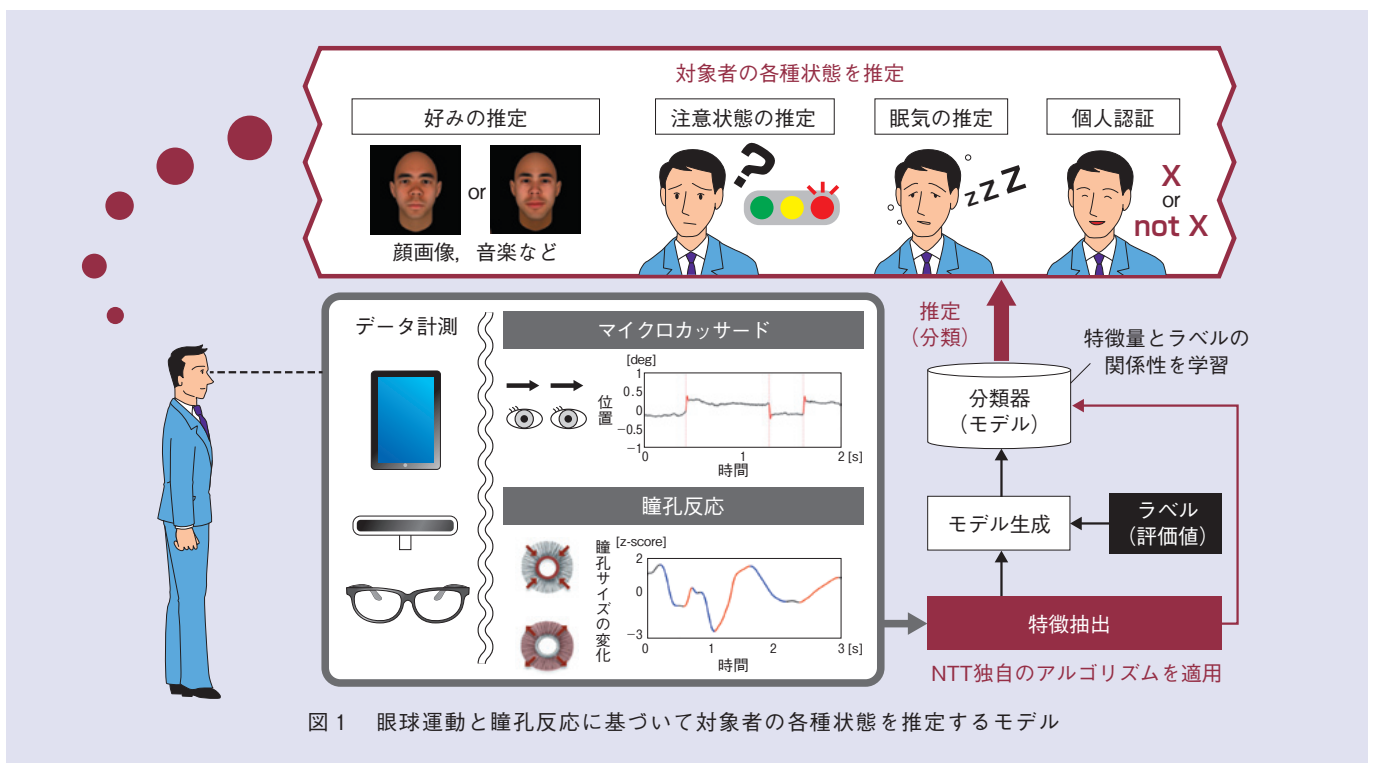 対象者の各種状態を推定
好みの推定
注意状態の推定
眠気の推定
個人認証
or
顔画像，音楽など
?
zzZ
X
or
not X
データ計測
マイクロカッサード
[deg]
位置
1
0.5
0
−0.5
−1
0
1
2 [s]
時間
瞳孔反応
[z-score]
瞳孔サイズの変化
2
0
−3
0
1
2
3 [s]
時間
推定
（分類）
特徴量とラベルの
関係性を学習
分類器
（モデル）
モデル生成
ラベル
（評価値）
特徴抽出
NTT独自のアルゴリズムを適用
図1　眼球運動と瞳孔反応に基づいて対象者の各種状態を推定するモデル